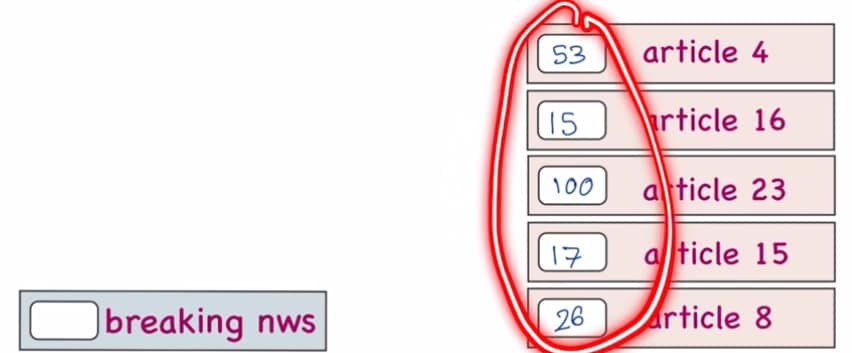 53 article 4
15 article 16
100 article 23
17 article 15
26 article 8
breaking nws